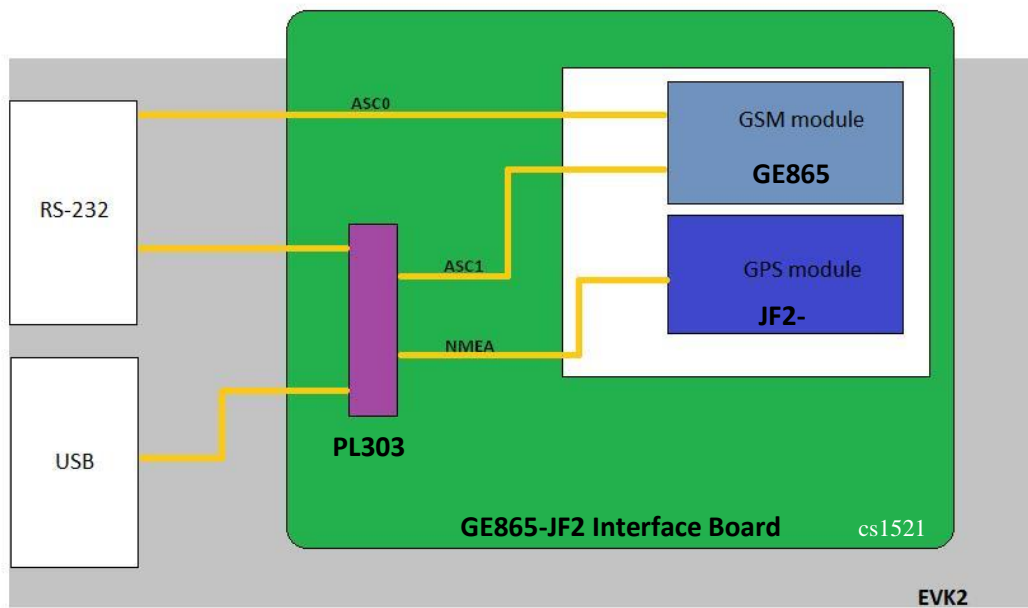 ASC0
GSM module
GE865
RS-232
ASC1
GPS module
JF2-
NMEA
PL303
USB
GE865-JF2 Interface Board
cs1521
EVK2